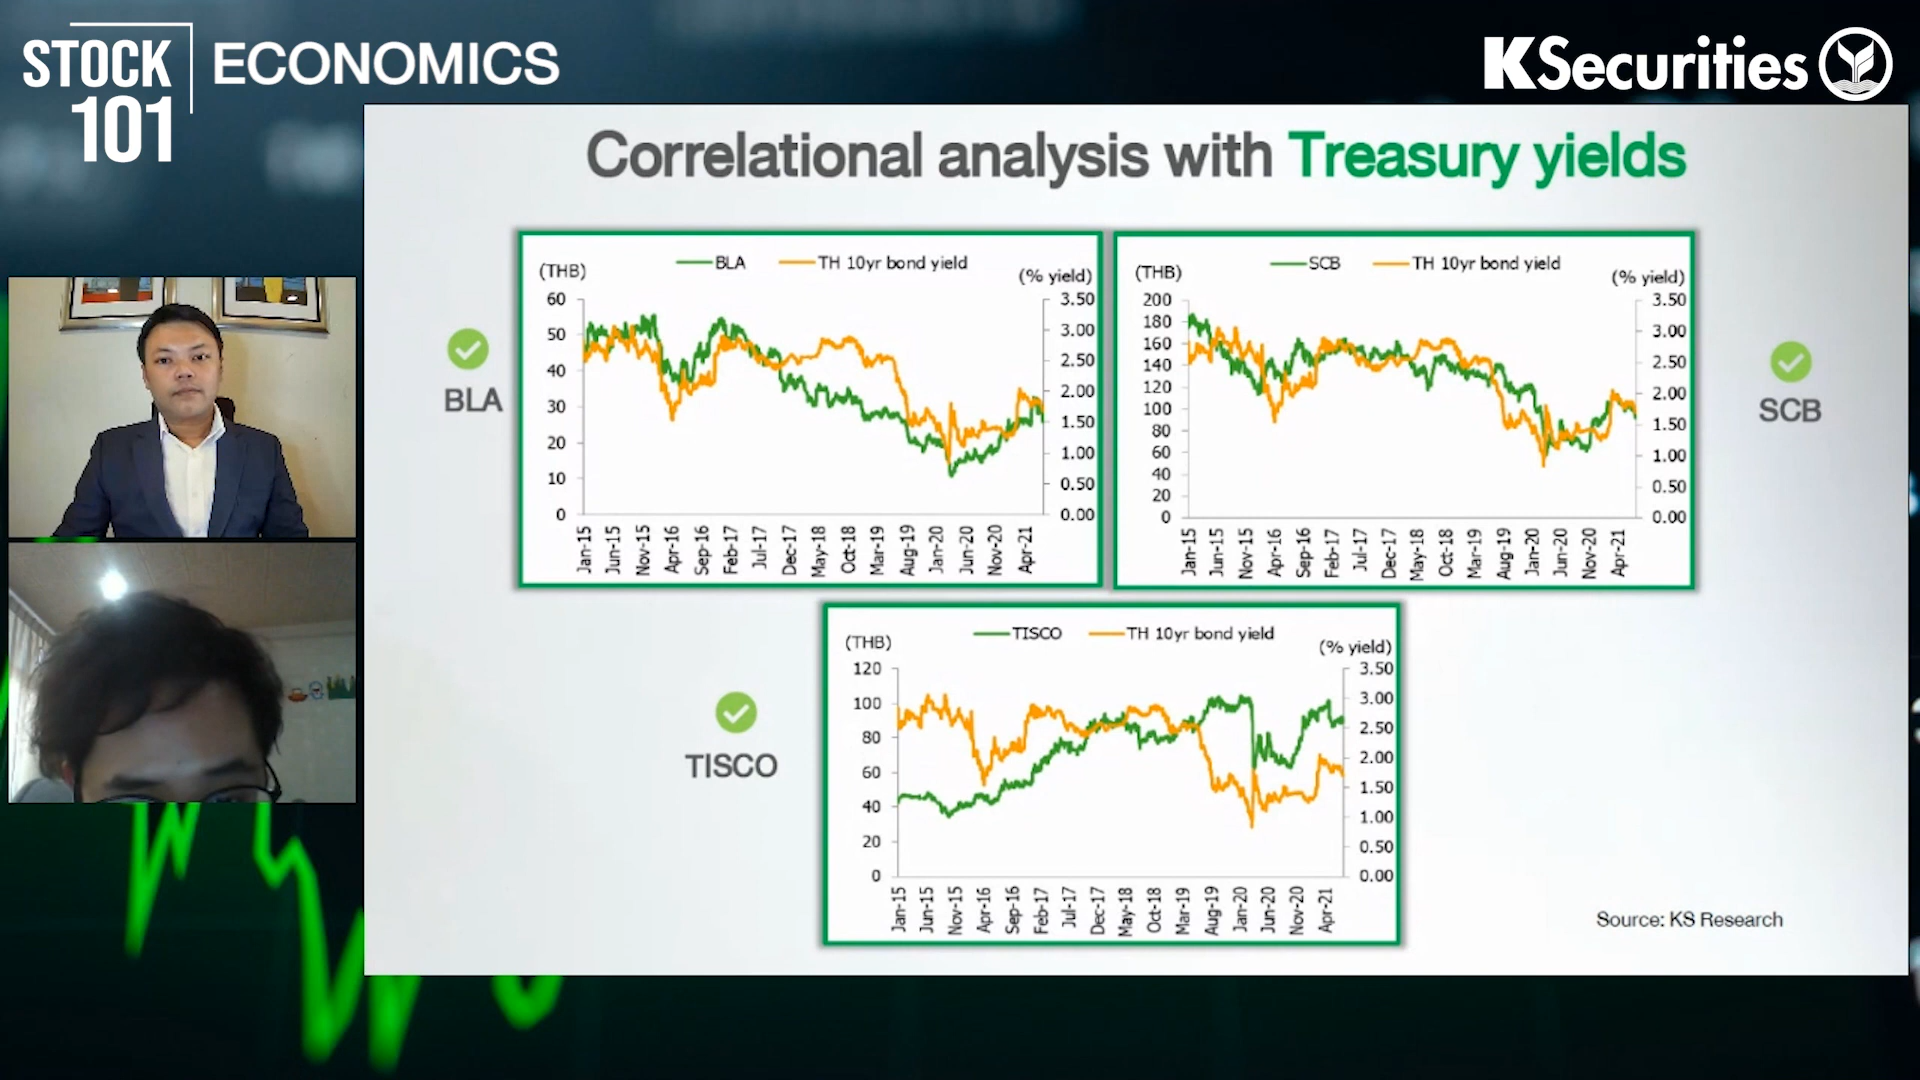 STOCK
101
ECONOMICS
KSecurities
Correlational analysis with Treasury yields
BLA
(THB)
BLA
TH 10yr bond yield
(% yield)
60
50
40
30
20
10
0
3.50
3.00
2.50
2.00
1.50
1.00
0.50
0.00
Jan-15
Jun-15
Nov-15
Apr-16
Sep-16
Feb-17
Jul-17
Dec-17
May-18
Oct-18
Mar-19
Aug-19
Jan-20
Jun-20
Nov-20
Apr-21
(THB)
SCB
TH 10yr bond yield
(% yield)
200
180
160
140
120
100
80
60
40
20
0
3.50
3.00
2.50
2.00
1.50
1.00
0.50
0.00
Jan-15
Jun-15
Nov-15
Apr-16
Sep-16
Feb-17
Jul-17
Dec-17
May-18
Oct-18
Mar-19
Aug-19
Jan-20
Jun-20
Nov-20
Apr-21
SCB
TISCO
(THB)
TISCO
TH 10yr bond yield
(% yield)
120
100
80
60
40
20
0
3.50
3.00
2.50
2.00
1.50
1.00
0.50
0.00
Jan-15
Jun-15
Nov-15
Apr-16
Sep-16
Feb-17
Jul-17
Dec-17
May-18
Oct-18
Mar-19
Aug-19
Jan-20
Jun-20
Nov-20
Apr-21
Source: KS Research